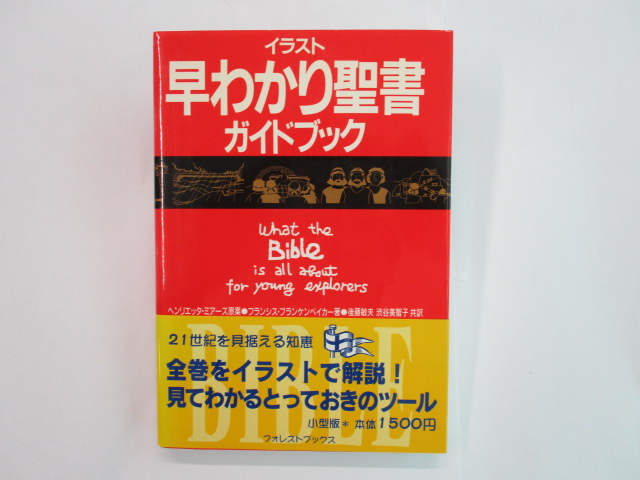 イラスト
早わかり聖書
ガイドブック
What the
Bible
is all about
for young explorers
ヘンリエッタ・ミアーズ原案●フランシス・ブランケンベイカー著●後藤敏夫 渋谷美智子 共訳
21世紀を見据える知恵
BIBLE
全巻をイラストで解説!
見てわかるとっておきのツール
小型版* 本体1500円
フォレストブックス